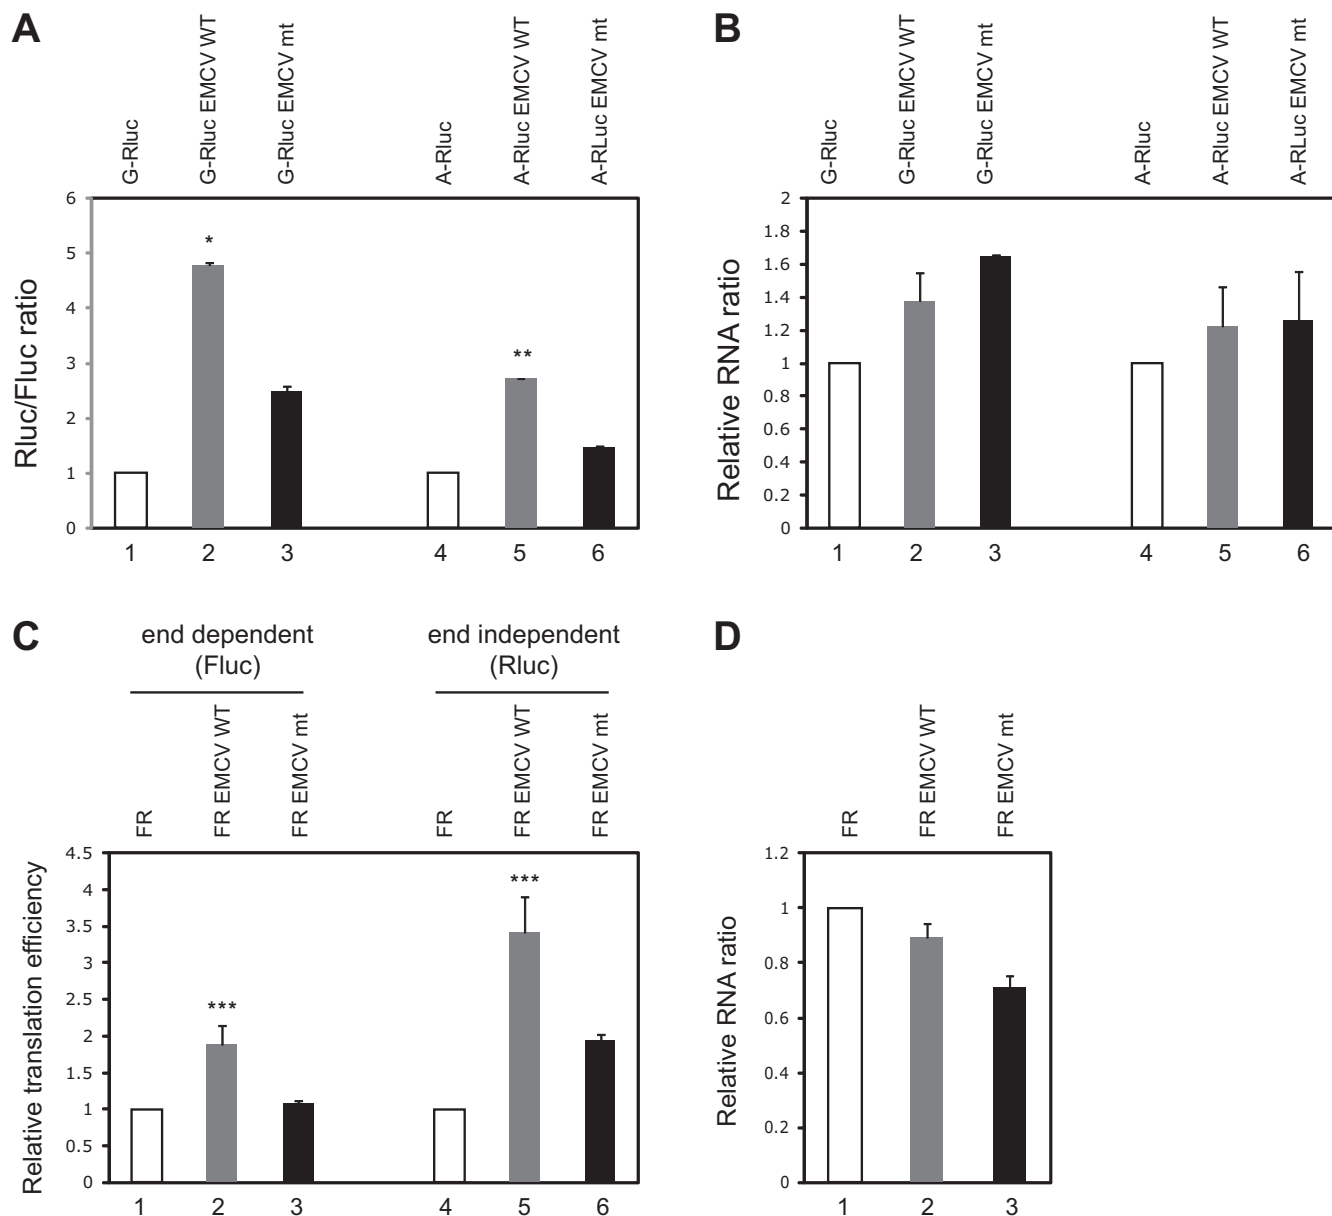 A
G-Rluc
G-Rluc EMCV WT
G-Rluc EMCV mt
A-Rluc
A-Rluc EMCV WT
A-RLuc EMCV mt
Rluc/Fluc ratio
6
5
4
3
2
1
0
*
**
1 2 3 4 5 6
B
G-Rluc
G-Rluc EMCV WT
G-Rluc EMCV mt
A-Rluc
A-Rluc EMCV WT
A-RLuc EMCV mt
Relative RNA ratio
2
1.8
1.6
1.4
1.2
1
0.8
0.6
0.4
0.2
0
1 2 3 4 5 6
C
end dependent
(Fluc)
end independent
(Rluc)
FR
FR EMCV WT
FR EMCV mt
FR
FR EMCV WT
FR EMCV mt
Relative translation efficiency
4.5
4
3.5
3
2.5
2
1.5
1
0.5
0
***
***
1 2 3 4 5 6
D
FR
FR EMCV WT
FR EMCV mt
Relative RNA ratio
1.2
1
0.8
0.6
0.4
0.2
0
1 2 3